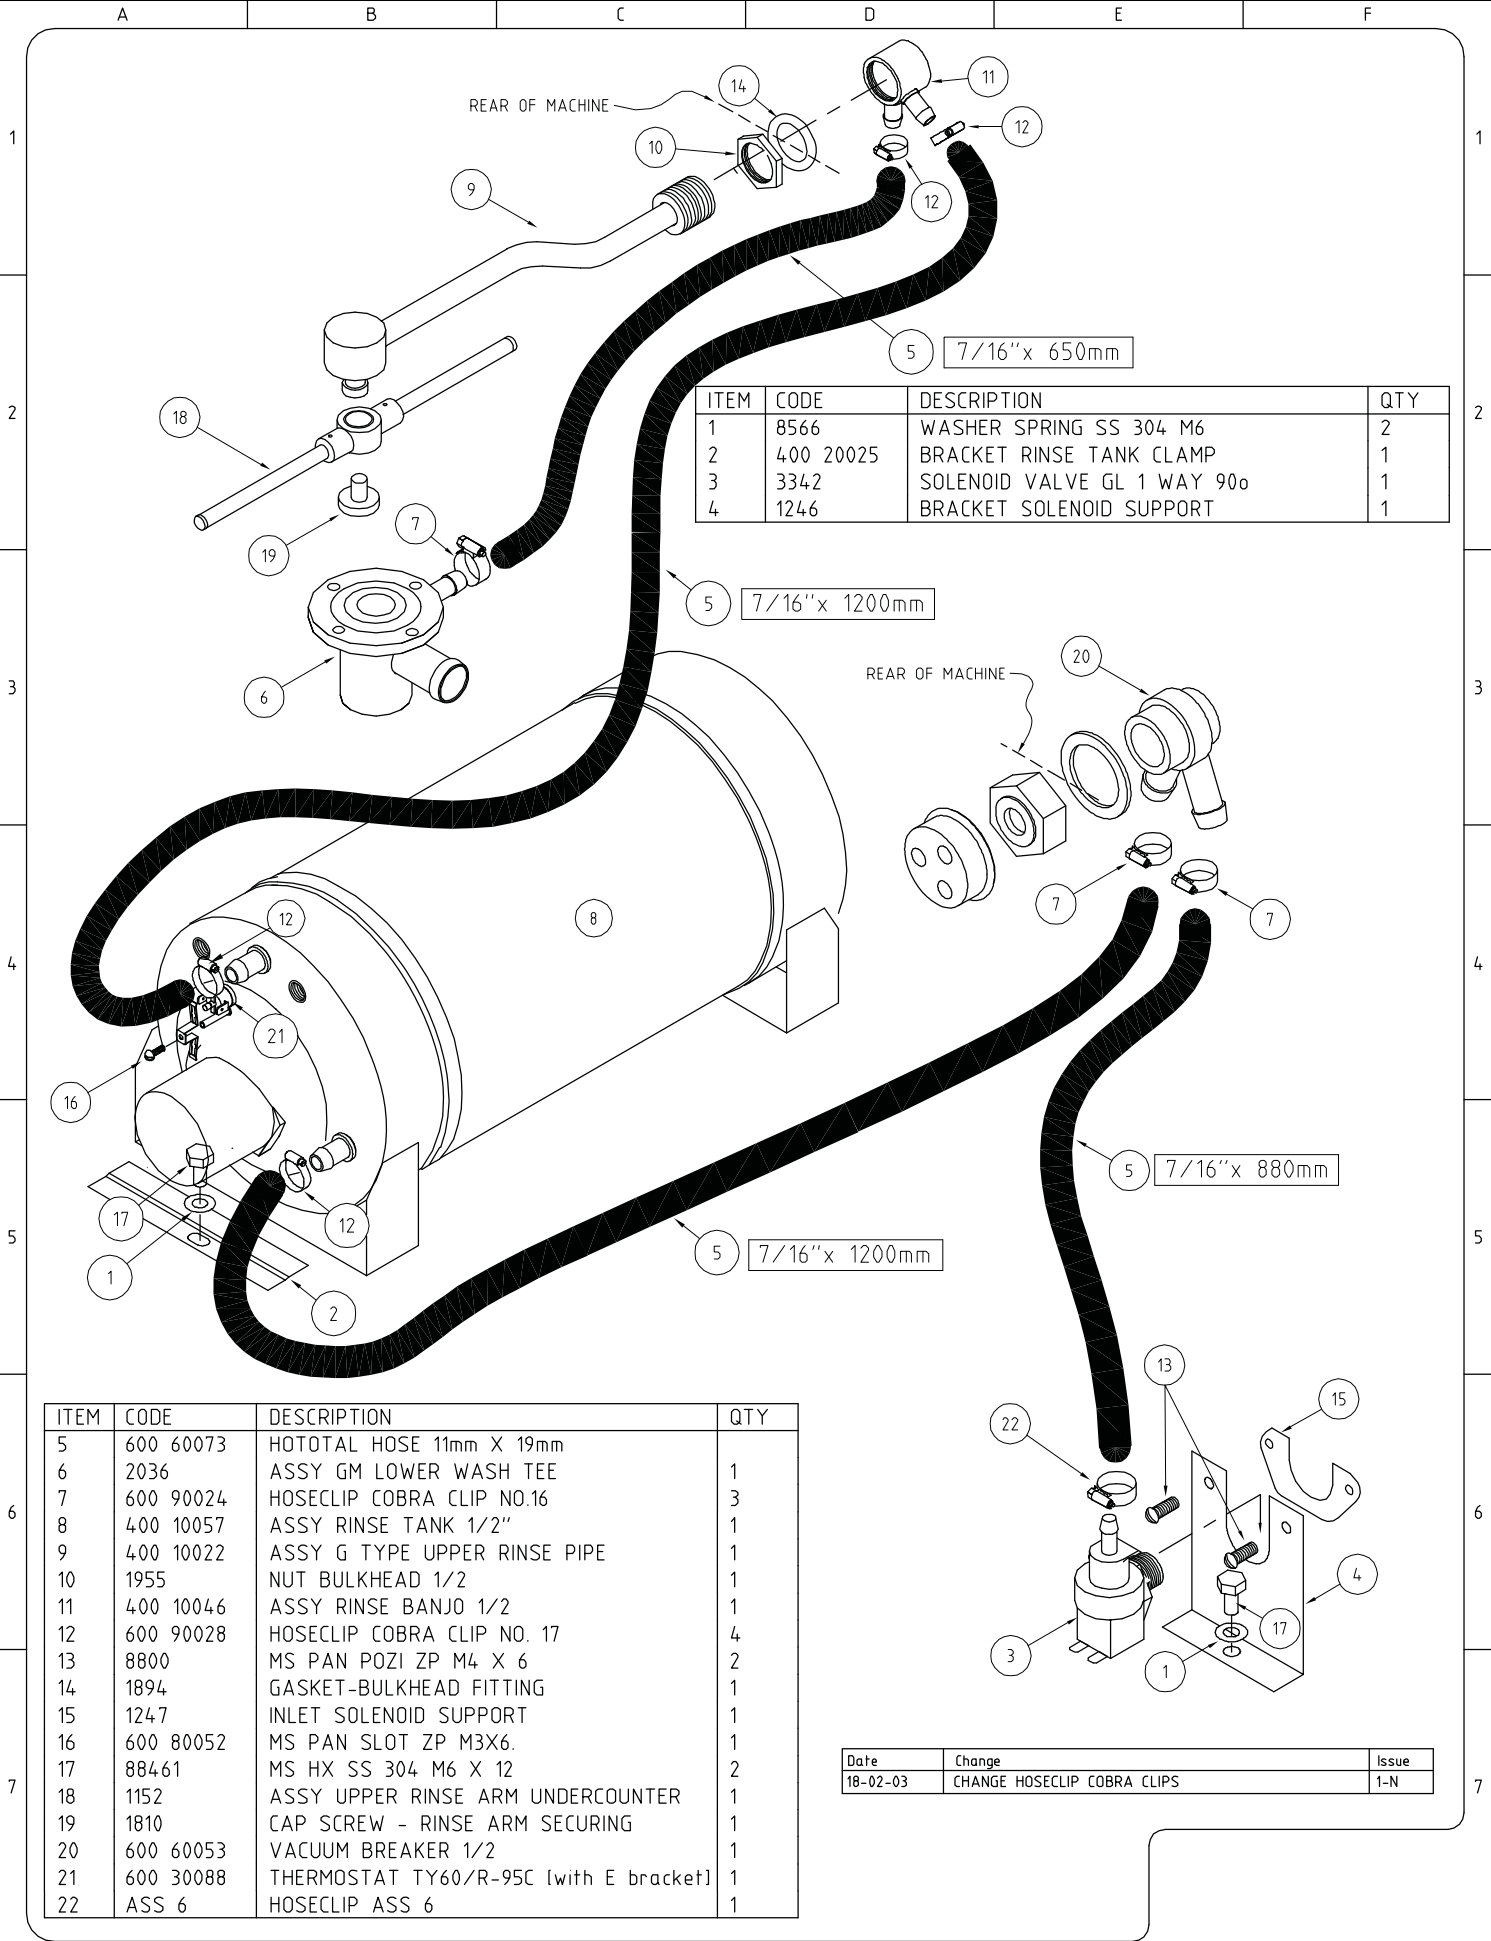 A B C D E F
REAR OF MACHINE
14
11
12
1 1
10
12
9
5 7/16"x 650mm
18
2 2
ITEM CODE DESCRIPTION QTY
1 8566 WASHER SPRING SS 304 M6 2
2 400 20025 BRACKET RINSE TANK CLAMP 1
3 3342 SOLENOID VALVE GL 1 WAY 90o 1
4 1246 BRACKET SOLENOID SUPPORT 1
7
19
5 7/16"x 1200mm
20
REAR OF MACHINE
6
3 3
12
8
7
7
4 4
21
16
5 7/16"x 880mm
17
12
5 5
5 7/16"x 1200mm
1
2
13
15
22
6 6
4
17
3
1
ITEM CODE DESCRIPTION QTY
5 600 60073 HOTOTAL HOSE 11mm X 19mm
6 2036 ASSY GM LOWER WASH TEE 1
7 600 90024 HOSECLIP COBRA CLIP NO.16 3
8 400 10057 ASSY RINSE TANK 1/2" 1
9 400 10022 ASSY G TYPE UPPER RINSE PIPE 1
10 1955 NUT BULKHEAD 1/2 1
11 400 10046 ASSY RINSE BANJO 1/2 1
12 600 90028 HOSECLIP COBRA CLIP NO. 17 4
13 8800 MS PAN POZI ZP M4 X 6 2
14 1894 GASKET-BULKHEAD FITTING 1
15 1247 INLET SOLENOID SUPPORT 1
16 600 80052 MS PAN SLOT ZP M3X6. 1
17 88461 MS HX SS 304 M6 X 12 2
18 1152 ASSY UPPER RINSE ARM UNDERCOUNTER 1
19 1810 CAP SCREW - RINSE ARM SECURING 1
20 600 60053 VACUUM BREAKER 1/2 1
21 600 30088 THERMOSTAT TY60/R-95C [with E bracket] 1
22 ASS 6 HOSECLIP ASS 6 1
Date Change Issue
18-02-03 CHANGE HOSECLIP COBRA CLIPS 1-N
7 7